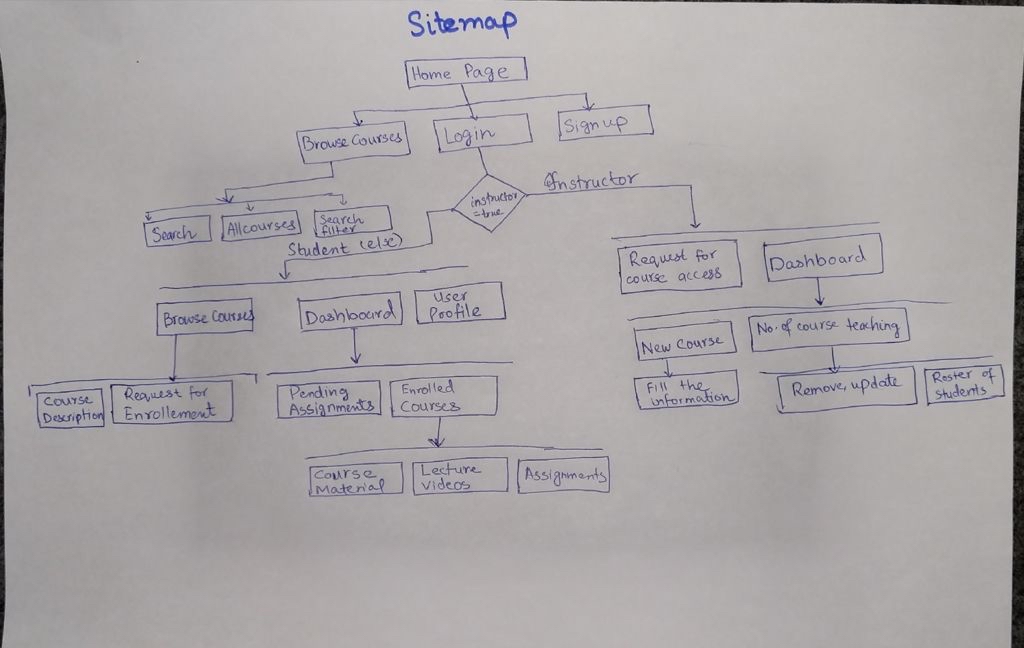 Sitemap
Home Page
Browse Courses
Login
Sign up
instructor
=true
Instructor
Search
All courses
Search
filter
Student (else)
Request for
course access
Dashboard
Browse Courses
Dashboard
User
Profile
New Course
No. of course teaching
Course
Description
Request for
Enrollement
Pending
Assignments
Enrolled
Courses
Fill the
information
Remove, update
Roster of
students
Course
Material
Lecture
videos
Assignments